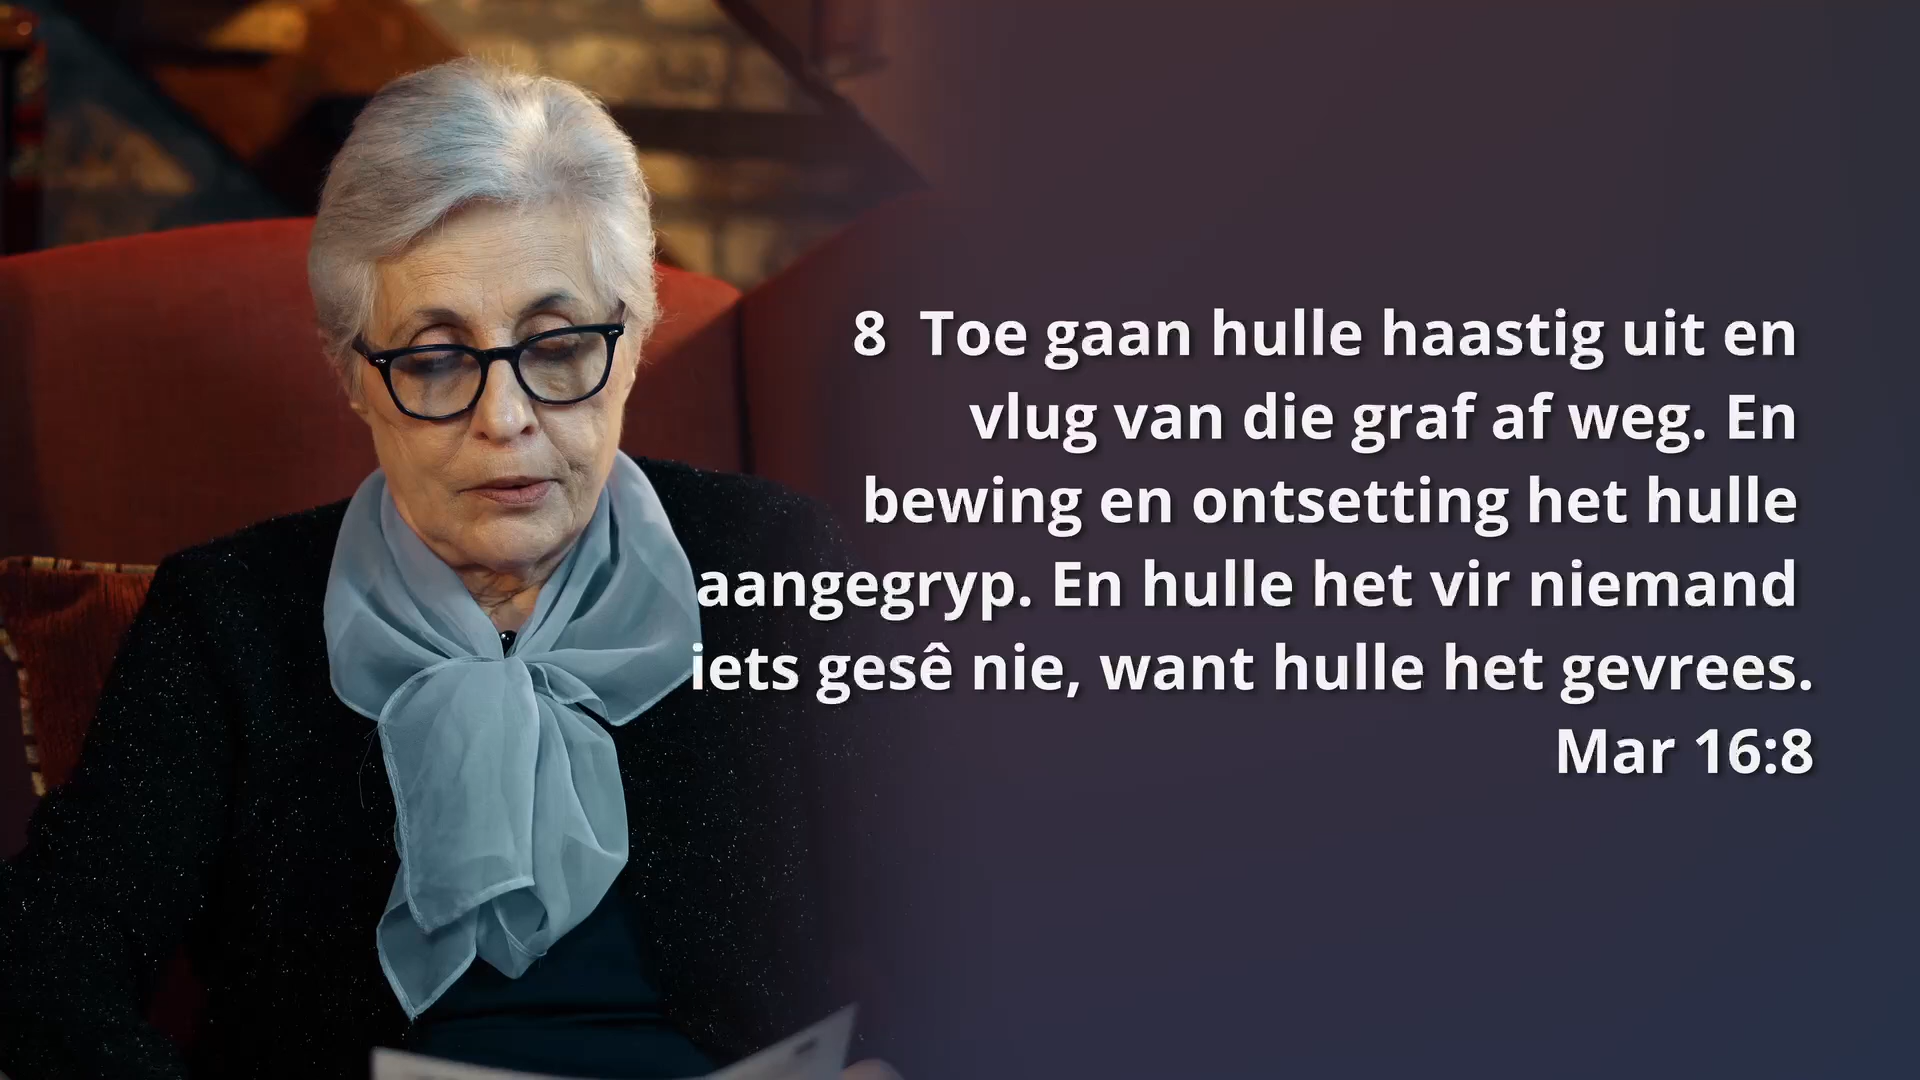 8  Toe gaan hulle haastig uit en
vlug van die graf af weg. En
bewing en ontsetting het hulle
aangegryp. En hulle het vir niemand
iets gesê nie, want hulle het gevrees.
Mar 16:8